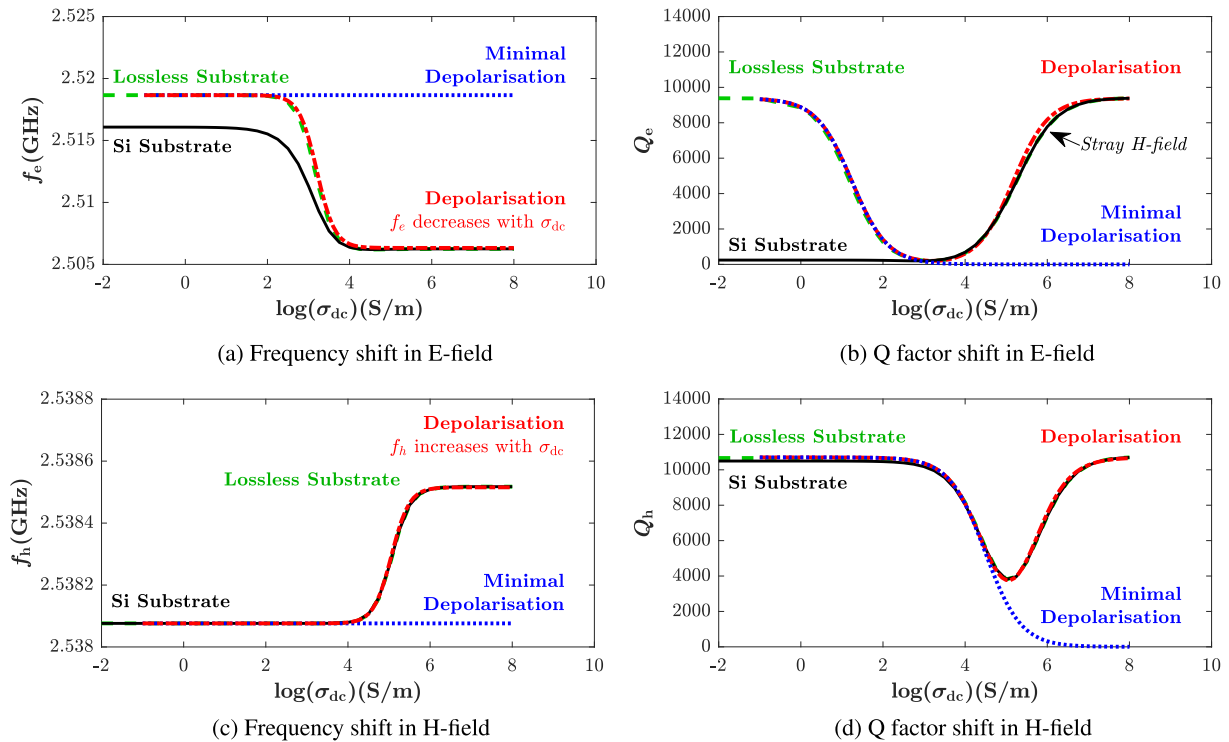 2.525
2.52
2.515
2.51
2.505
-2
0
2
4
6
8
10
f_e(GHz)
log(σ_dc)(S/m)
Minimal
Depolarisation
Lossless Substrate
Si Substrate
Depolarisation
f_e decreases with σ_dc
(a) Frequency shift in E-field
14000
12000
10000
8000
6000
4000
2000
0
-2
0
2
4
6
8
10
Q_e
log(σ_dc)(S/m)
Lossless Substrate
Depolarisation
Stray H-field
Minimal
Depolarisation
Si Substrate
(b) Q factor shift in E-field
2.5388
2.5386
2.5384
2.5382
2.538
-2
0
2
4
6
8
10
f_h(GHz)
log(σ_dc)(S/m)
Depolarisation
f_h increases with σ_dc
Lossless Substrate
Minimal
Depolarisation
Si Substrate
(c) Frequency shift in H-field
14000
12000
10000
8000
6000
4000
2000
0
-2
0
2
4
6
8
10
Q_h
log(σ_dc)(S/m)
Lossless Substrate
Depolarisation
Si Substrate
Minimal
Depolarisation
(d) Q factor shift in H-field